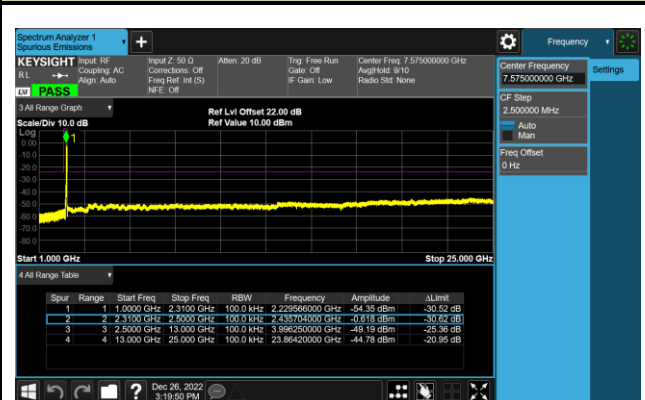 Spectrum Analyzer 1
Spurious Emissions
+
Frequency
KEYSIGHT Input: RF Input Z: 50 Ω Atten: 20 dB Trig: Free Run Center Freq: 7.575000000 GHz
RL Coupling: AC Corrections: Off Gate: Off Avg|Hold: 9/10
Align: Auto Freq Ref: Int (S) IF Gain: Low Radio Std: None
NFE: Off
LXI PASS
Center Frequency
7.575000000 GHz
Settings
CF Step
2.500000 MHz
Auto
Man
Freq Offset
0 Hz
3 All Range Graph
Ref Lvl Offset 22.00 dB
Scale/Div 10.0 dB Ref Value 10.00 dBm
Log
1
0.00
-10.0
-20.0
-30.0
-40.0
-50.0
-60.0
-70.0
-80.0
Start 1.000 GHz Stop 25.000 GHz
4 All Range Table
Spur Range Start Freq Stop Freq RBW Frequency Amplitude ΔLimit
1 1 1.0000 GHz 2.3100 GHz 100.0 kHz 2.229566000 GHz -54.35 dBm -30.52 dB
2 2 2.3100 GHz 2.5000 GHz 100.0 kHz 2.435704000 GHz -0.618 dBm -30.62 dB
3 3 2.5000 GHz 13.000 GHz 100.0 kHz 3.996250000 GHz -49.19 dBm -25.36 dB
4 4 13.000 GHz 25.000 GHz 100.0 kHz 23.86420000 GHz -44.78 dBm -20.95 dB
?
Dec 26, 2022
3:19:50 PM